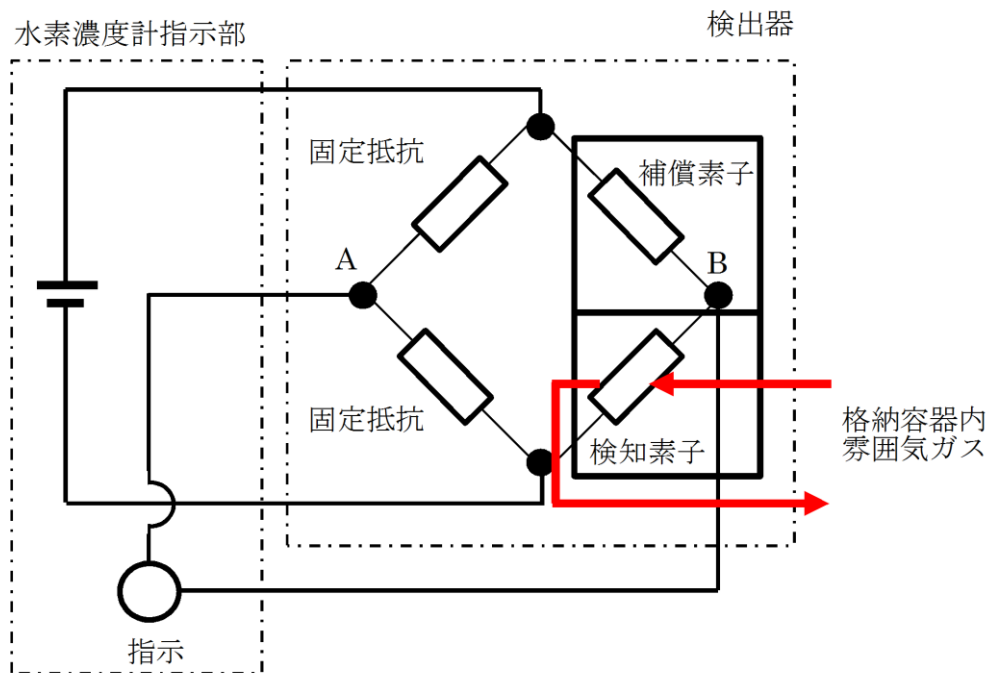 水素濃度計指示部
検出器
固定抵抗
補償素子
A
B
固定抵抗
検知素子
格納容器内
雰囲気ガス
指示